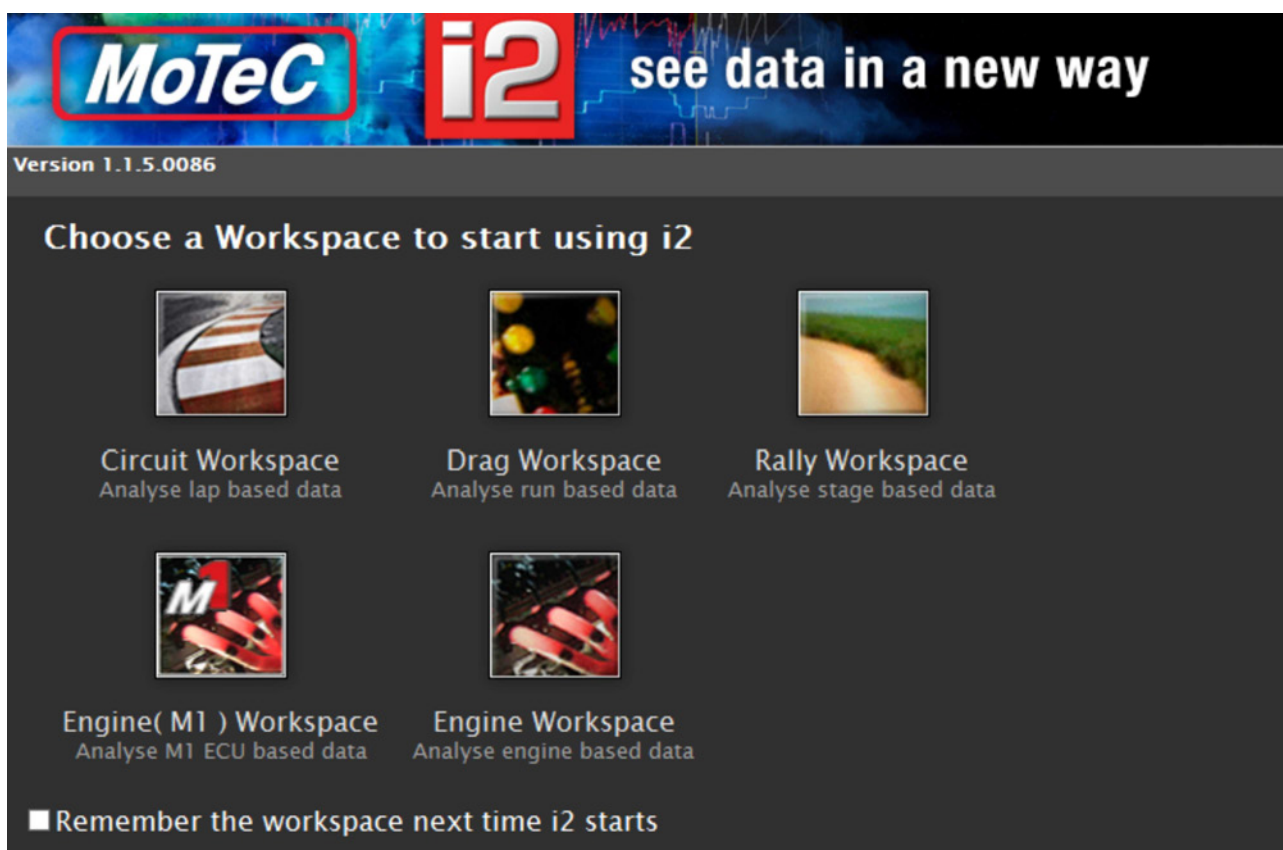 MoTeC i2 see data in a new way
Version 1.1.5.0086
Choose a Workspace to start using i2
Circuit Workspace
Analyse lap based data
Drag Workspace
Analyse run based data
Rally Workspace
Analyse stage based data
M1
Engine( M1 ) Workspace
Analyse M1 ECU based data
Engine Workspace
Analyse engine based data
Remember the workspace next time i2 starts